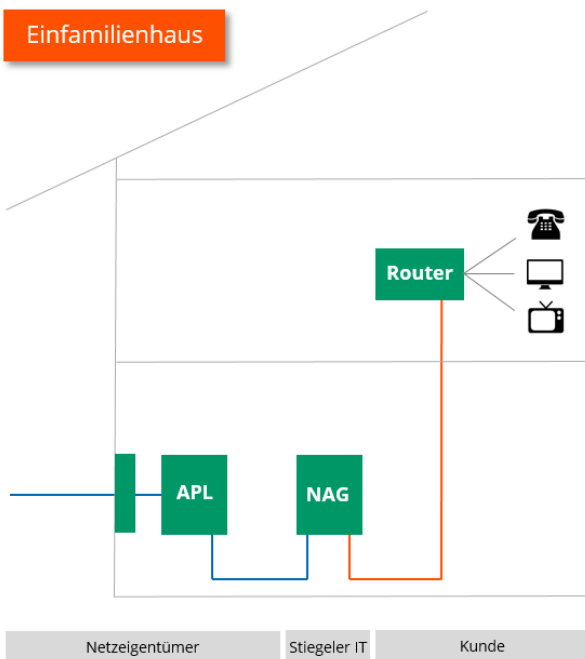 Einfamilienhaus
Router
APL
NAG
Netzeigentümer
Stiegeler IT
Kunde